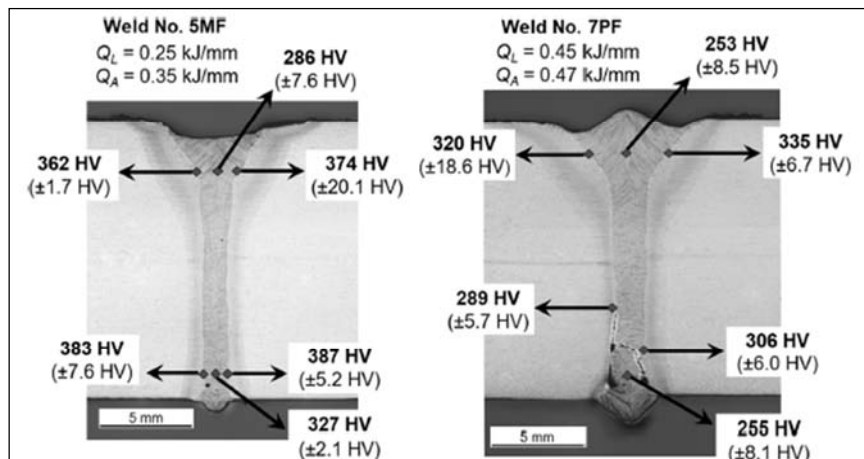 Weld No. 5MF
Q_L = 0.25 kJ/mm
Q_A = 0.35 kJ/mm
286 HV
(±7.6 HV)
362 HV
(±1.7 HV)
374 HV
(±20.1 HV)
383 HV
(±7.6 HV)
387 HV
(±5.2 HV)
327 HV
(±2.1 HV)
5 mm
Weld No. 7PF
Q_L = 0.45 kJ/mm
Q_A = 0.47 kJ/mm
253 HV
(±8.5 HV)
320 HV
(±18.6 HV)
335 HV
(±6.7 HV)
289 HV
(±5.7 HV)
306 HV
(±6.0 HV)
255 HV
(±8.1 HV)
5 mm